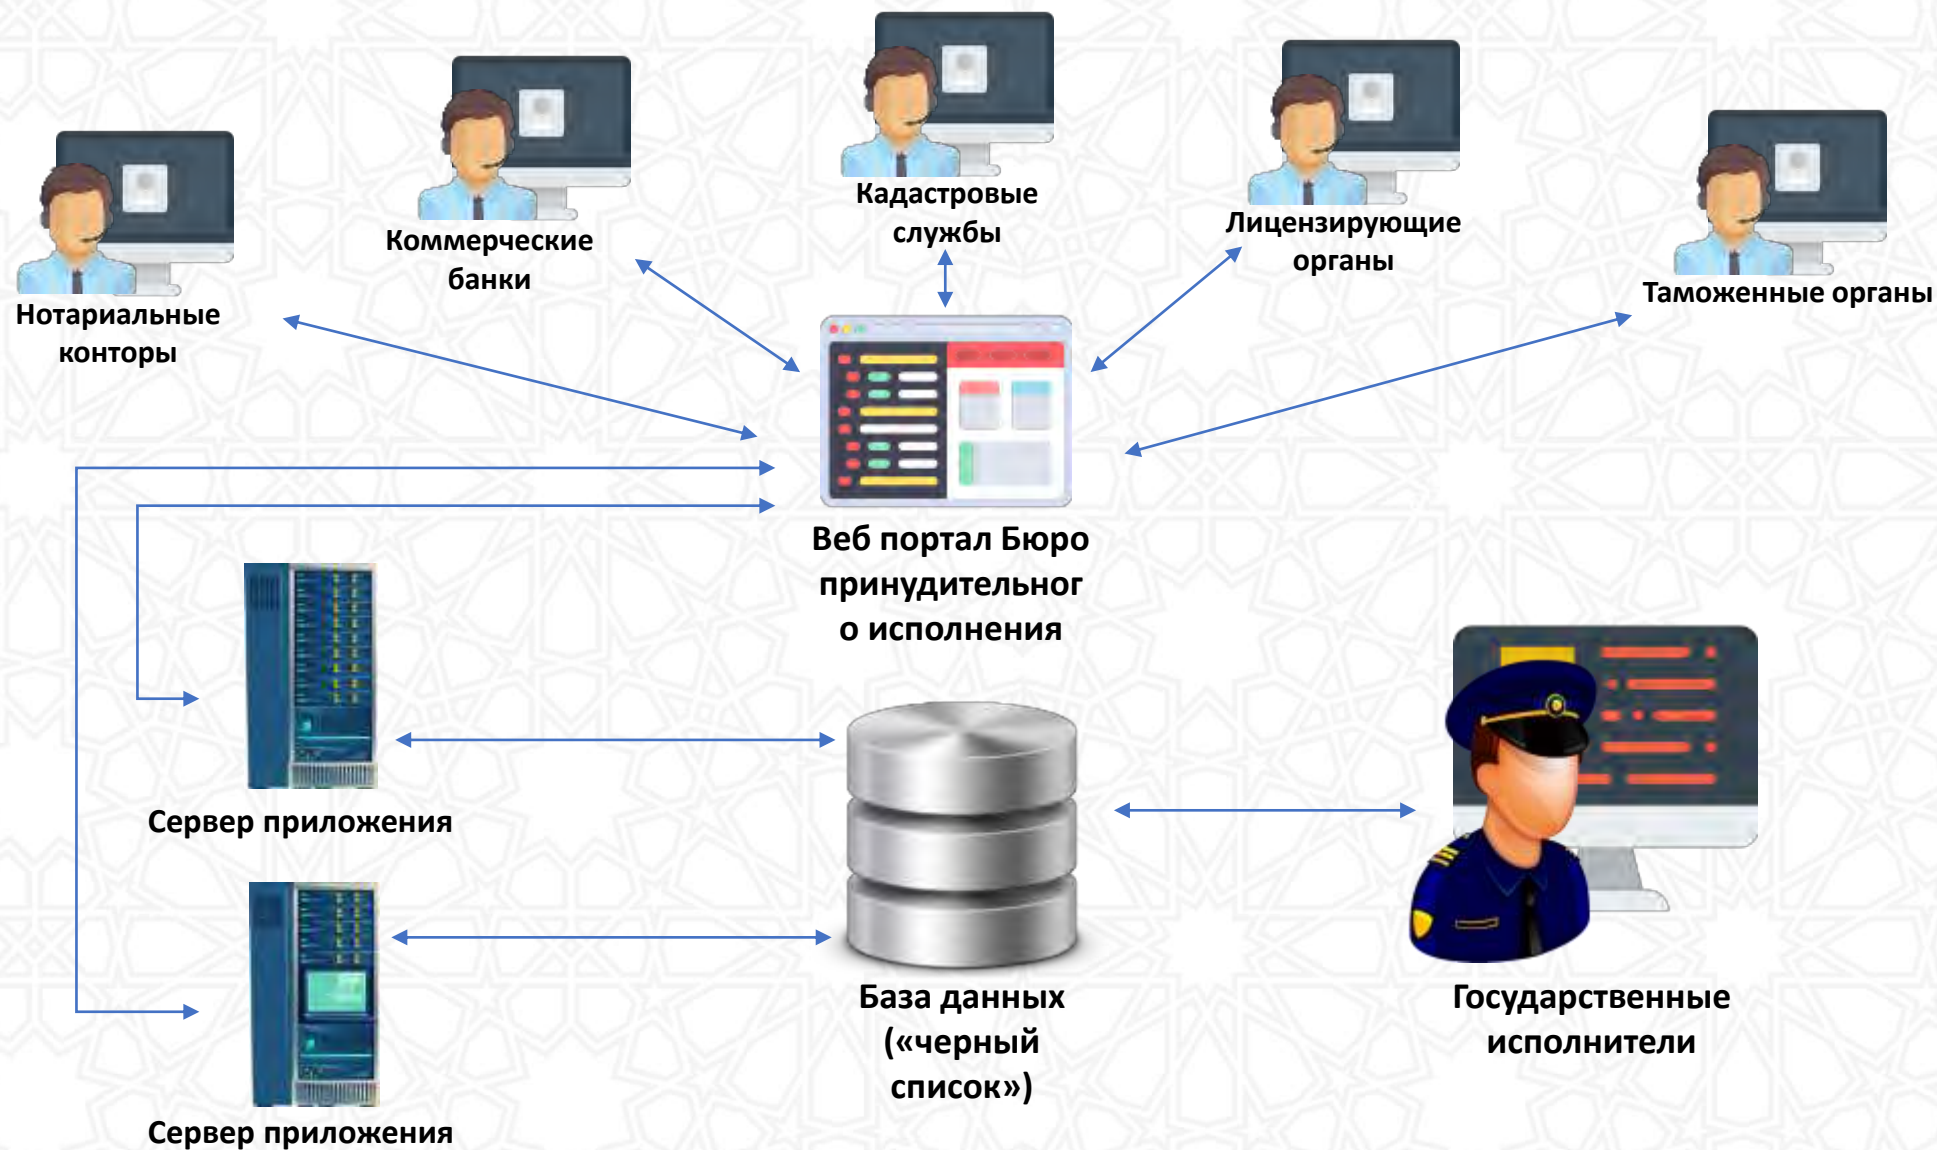 Кадастровые
службы
Лицензирующие
органы
Коммерческие
банки
Таможенные органы
Нотариальные
конторы
Веб портал Бюро
принудительног
о исполнения
Сервер приложения
База данных
(«черный
список»)
Государственные
исполнители
Сервер приложения